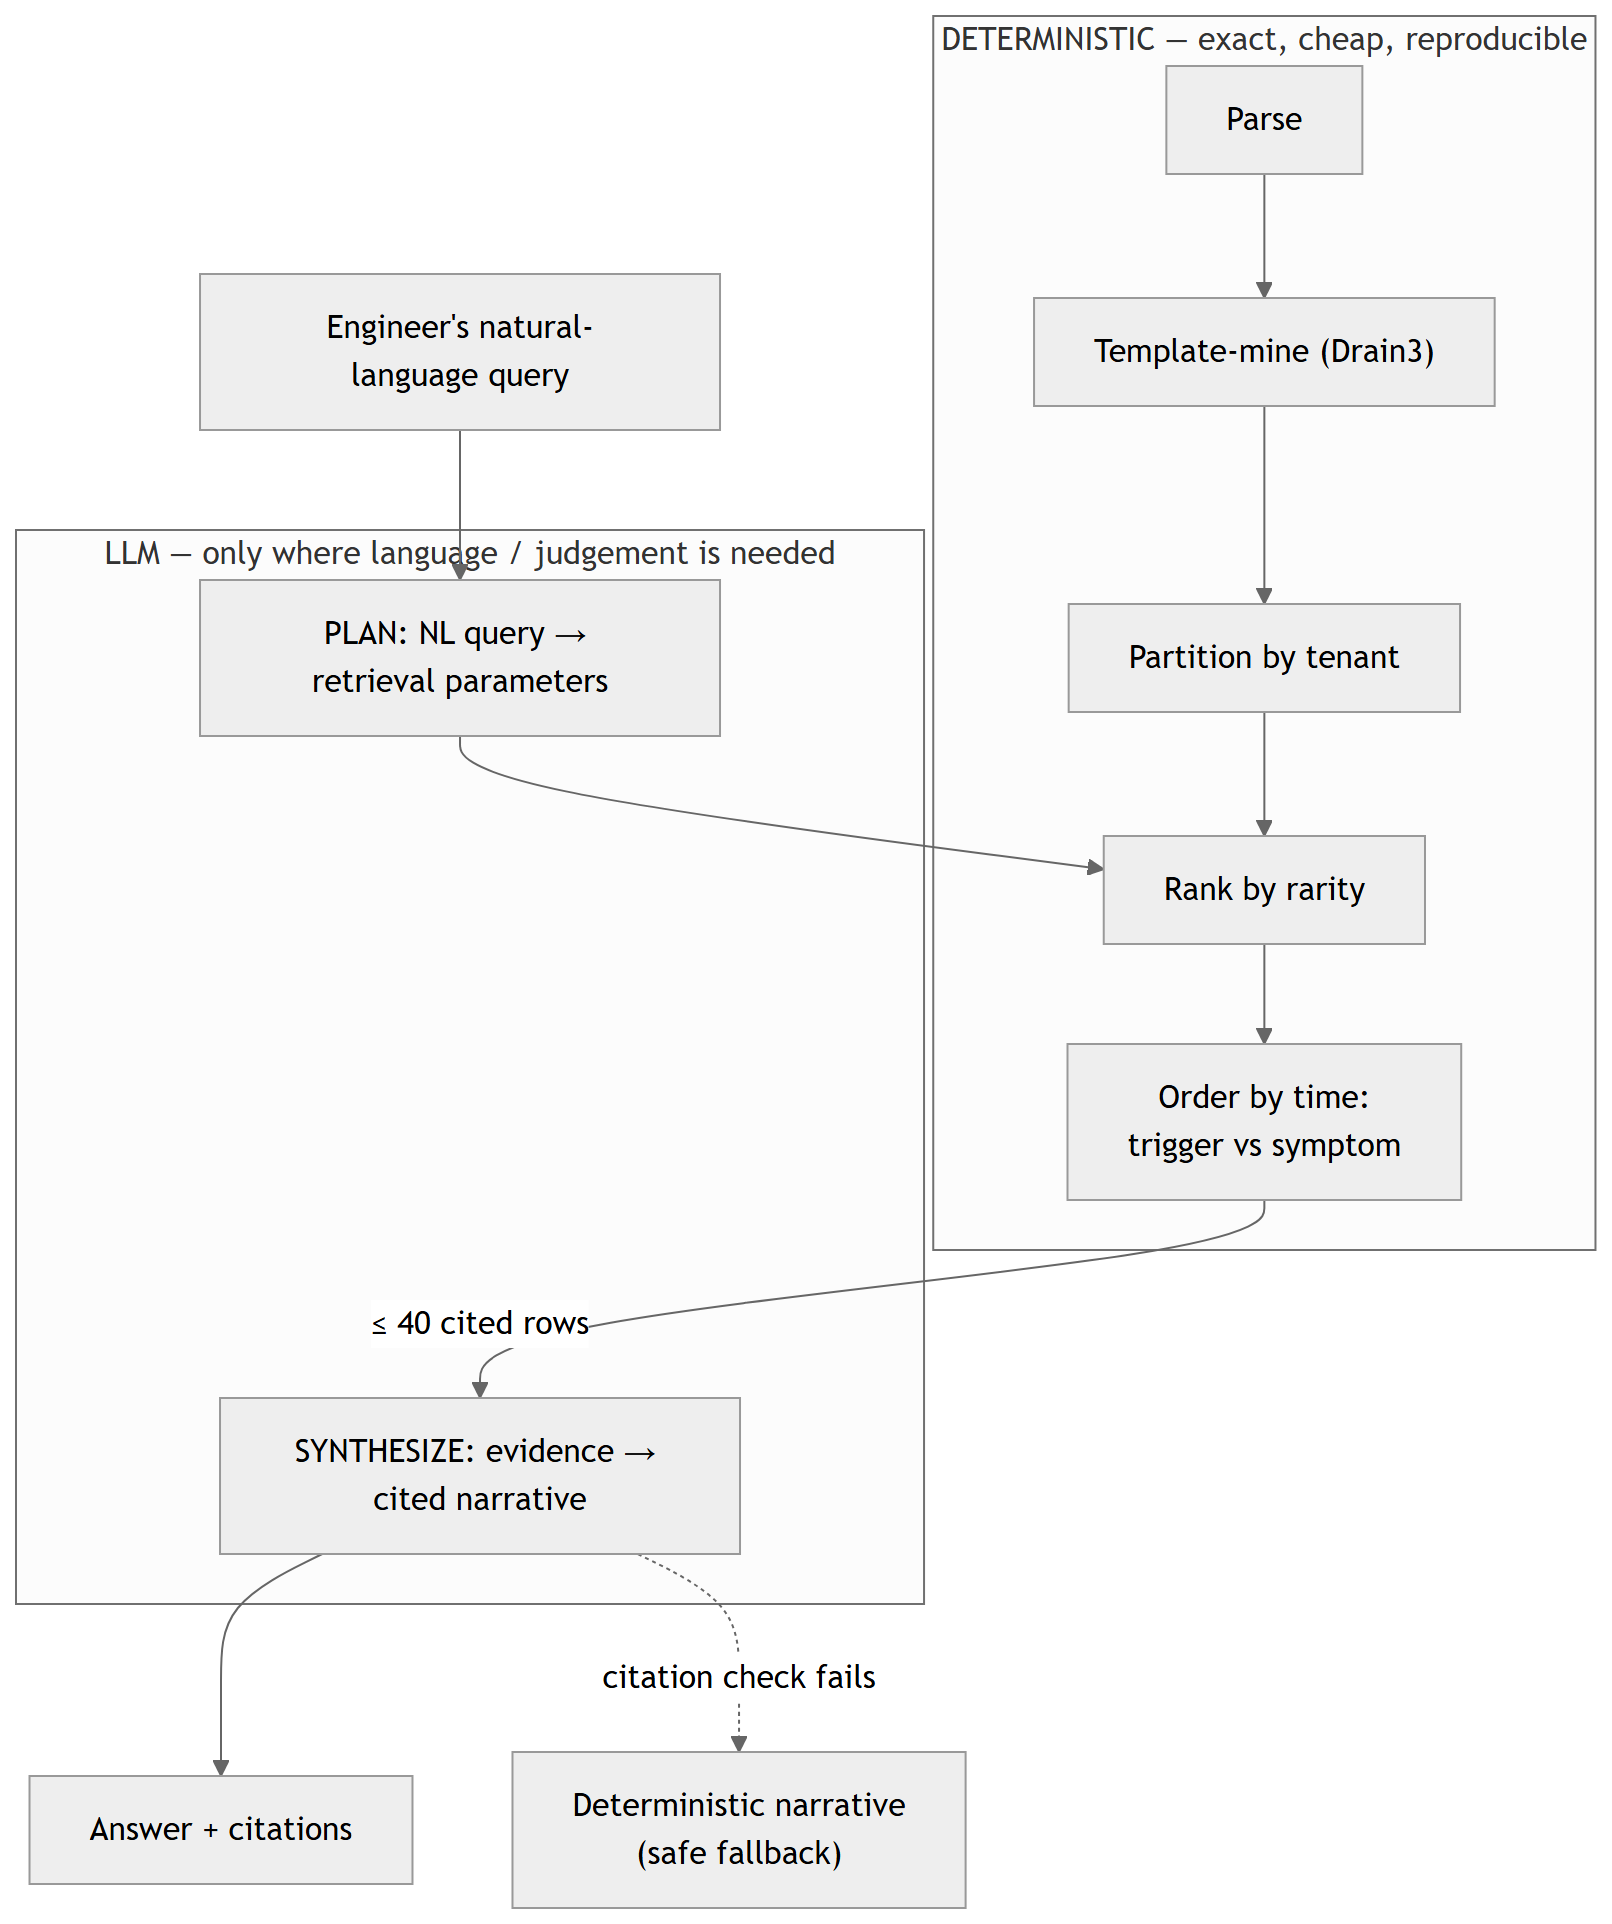 DETERMINISTIC — exact, cheap, reproducible
Parse
Template-mine (Drain3)
Partition by tenant
Rank by rarity
Order by time:
trigger vs symptom
Engineer's natural-
language query
LLM — only where language / judgement is needed
PLAN: NL query →
retrieval parameters
≤ 40 cited rows
SYNTHESIZE: evidence →
cited narrative
citation check fails
Answer + citations
Deterministic narrative
(safe fallback)